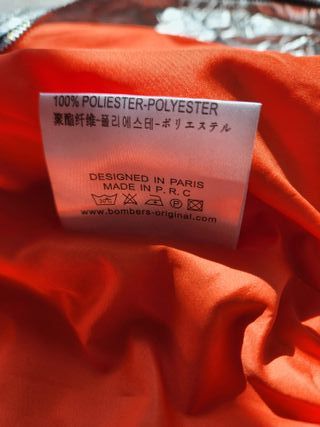 100% POLIESTER-POLYESTER
聚酯纤维-폴리에스테-ポリエステル
DESIGNED IN PARIS
MADE IN P.R.C
www.bombers-original.com